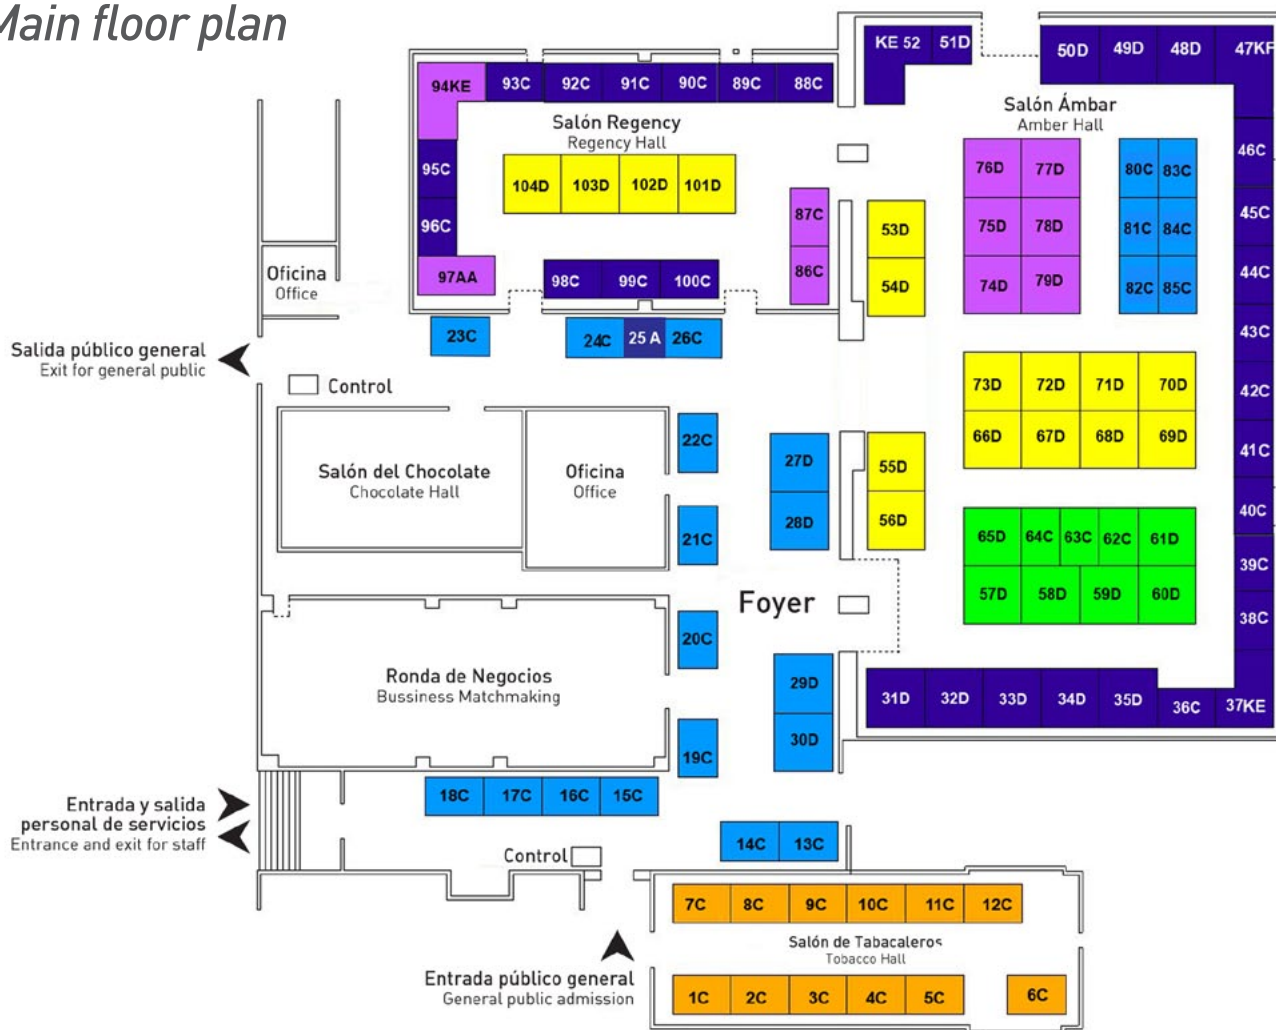 Main floor plan
KE 52
51D
50D
49D
48D
47KF
94KE
93C
92C
91C
90C
89C
88C
Salón Regency
Regency Hall
Salón Ámbar
Amber Hall
95C
96C
97AA
104D
103D
102D
101D
87C
86C
98C
99C
100C
53D
54D
76D
77D
75D
78D
74D
79D
80C
83C
81C
84C
82C
85C
46C
45C
44C
43C
42C
41C
40C
39C
38C
Oficina
Office
23C
24C
25 A
26C
Salida público general
Exit for general public
Control
Salón del Chocolate
Chocolate Hall
Oficina
Office
22C
21C
27D
28D
55D
56D
73D
72D
71D
70D
66D
67D
68D
69D
65D
64C
63C
62C
61D
57D
58D
59D
60D
Foyer
Ronda de Negocios
Bussiness Matchmaking
20C
19C
29D
30D
31D
32D
33D
34D
35D
36C
37KE
18C
17C
16C
15C
Entrada y salida
personal de servicios
Entrance and exit for staff
Control
14C
13C
7C
8C
9C
10C
11C
12C
Salón de Tabacaleros
Tobacco Hall
Entrada público general
General public admission
1C
2C
3C
4C
5C
6C